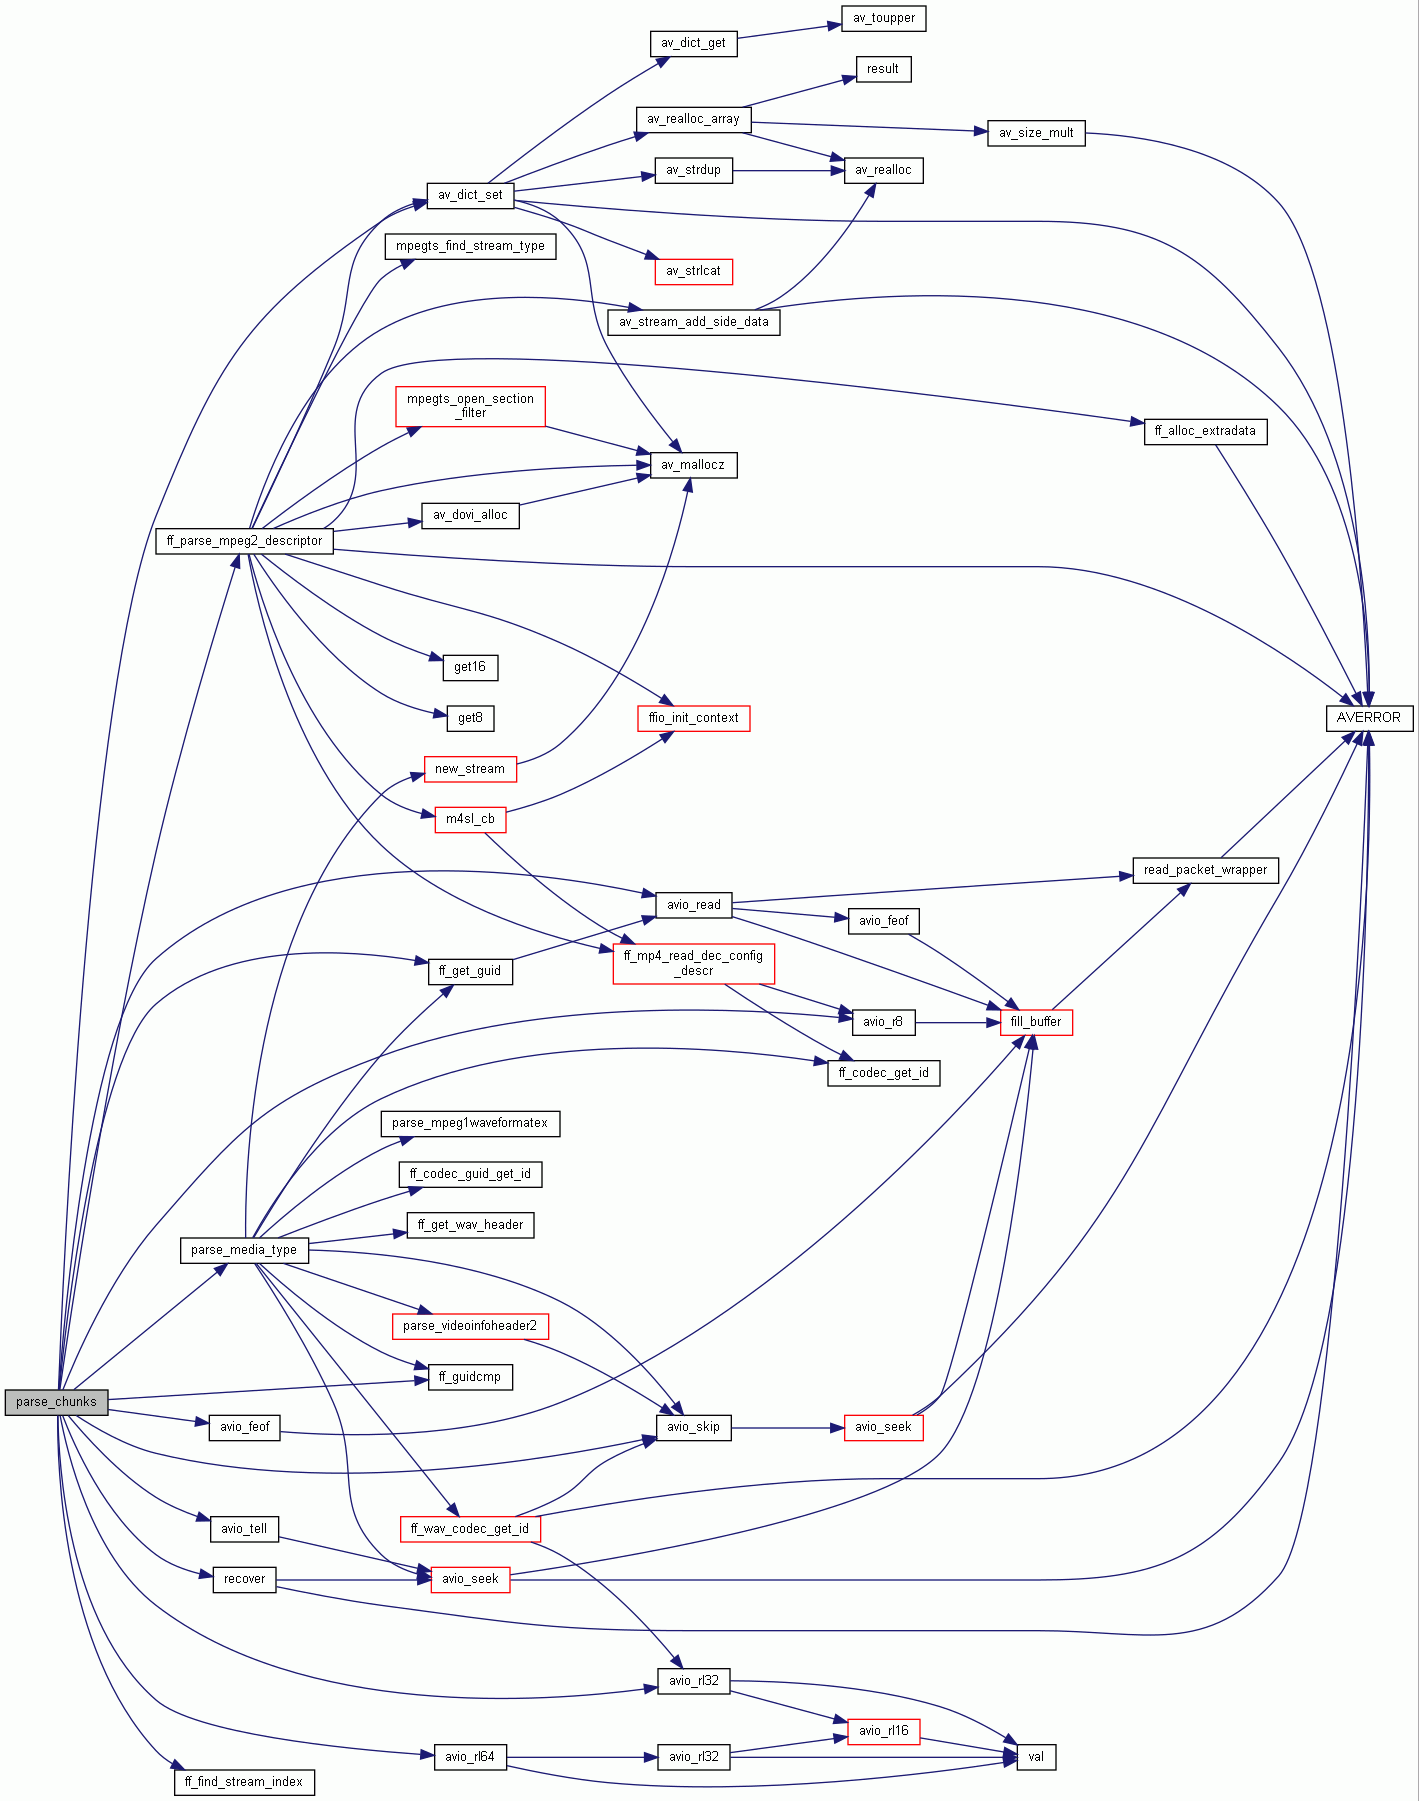 av_toupper
av_dict_get
result
av_realloc_array
av_size_mult
av_strdup
av_realloc
av_dict_set
mpegts_find_stream_type
av_strlcat
av_stream_add_side_data
mpegts_open_section
_filter
ff_alloc_extradata
av_mallocz
av_dovi_alloc
ff_parse_mpeg2_descriptor
get16
get8
ffio_init_context
AVERROR
new_stream
m4sl_cb
read_packet_wrapper
avio_read
avio_feof
ff_get_guid
ff_mp4_read_dec_config
_descr
avio_r8
fill_buffer
ff_codec_get_id
parse_mpeg1waveformatex
ff_codec_guid_get_id
ff_get_wav_header
parse_media_type
parse_videoinfoheader2
ff_guidcmp
parse_chunks
avio_feof
avio_skip
avio_seek
avio_tell
ff_wav_codec_get_id
recover
avio_seek
avio_rl32
avio_rl16
avio_rl64
avio_rl32
val
ff_find_stream_index